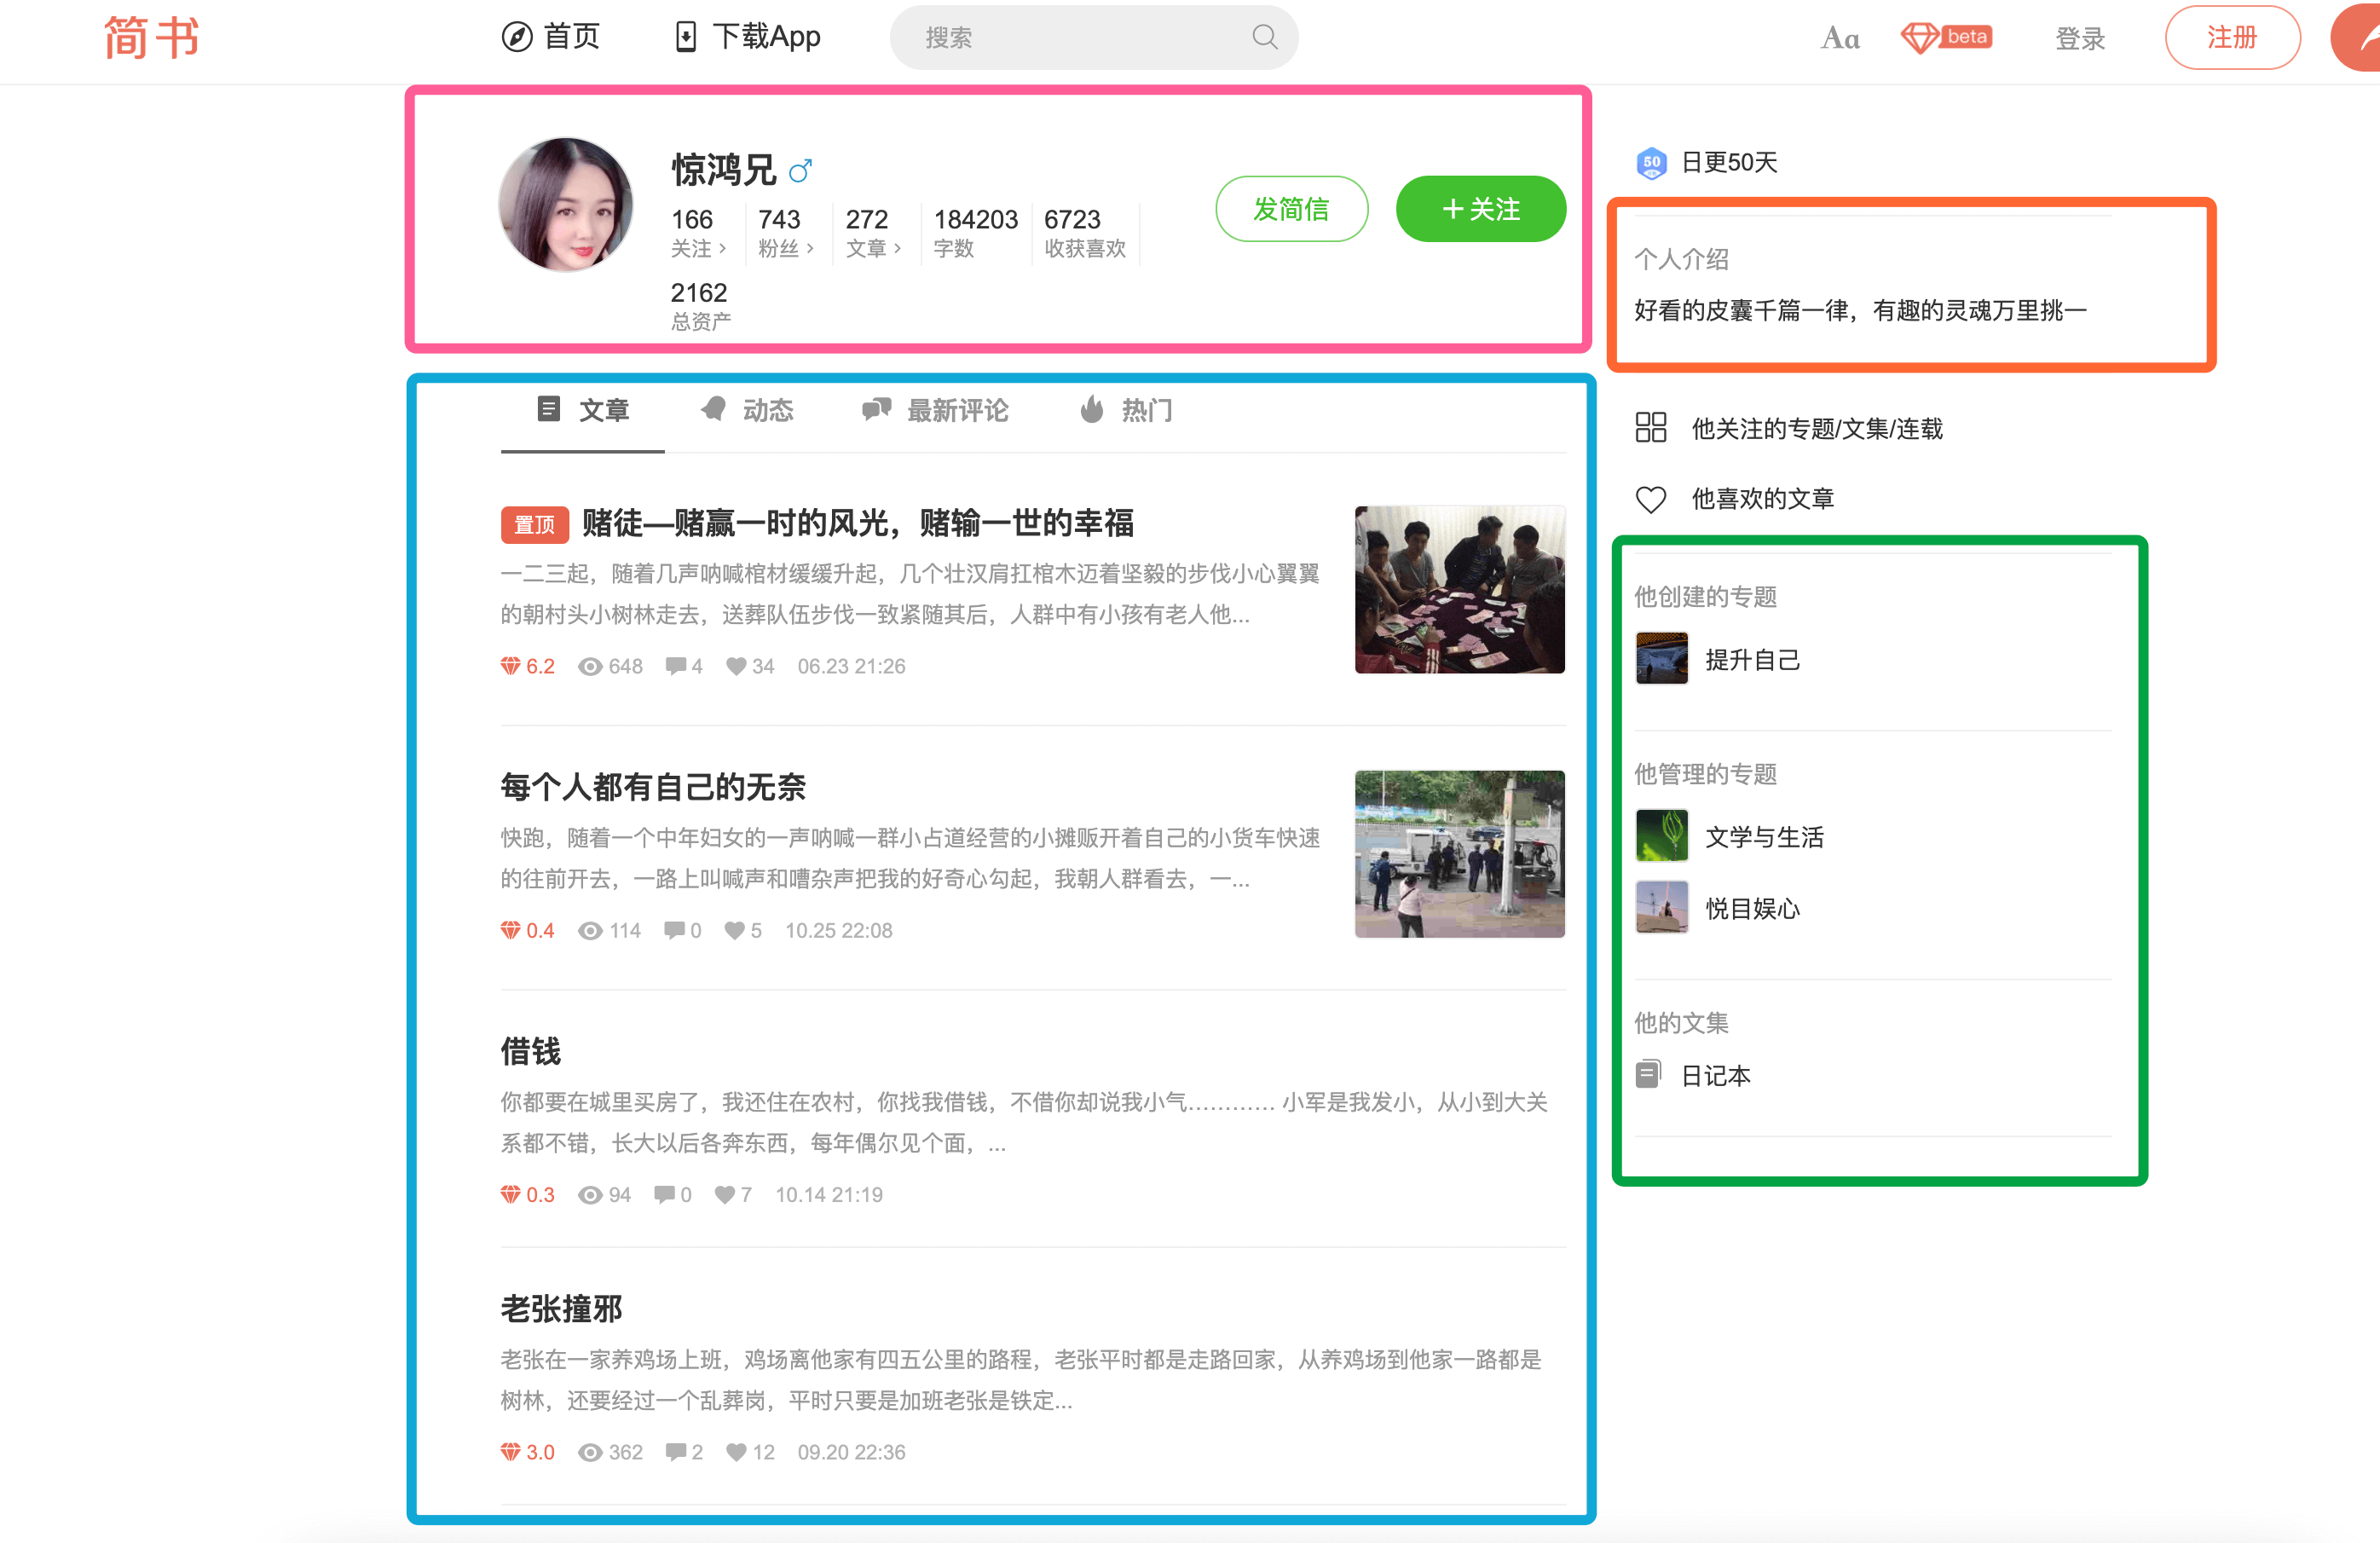 简书
首页
下载App
搜索
Aa
beta
登录
注册
惊鸿兄
166 743 272 184203 6723
关注 粉丝 文章 字数 收获喜欢
2162
总资产
发简信
+关注
文章 动态 最新评论 热门
置顶 赌徒—赌赢一时的风光，赌输一世的幸福
一二三起，随着几声呐喊棺材缓缓升起，几个壮汉肩扛棺木迈着坚毅的步伐小心翼翼
的朝村头小树林走去，送葬队伍步伐一致紧随其后，人群中有小孩有老人他...
6.2 648 4 34 06.23 21:26
每个人都有自己的无奈
快跑，随着一个中年妇女的一声呐喊一群小占道经营的小摊贩开着自己的小货车快速
的往前开去，一路上叫喊声和嘈杂声把我的好奇心勾起，我朝人群看去，一...
0.4 114 0 5 10.25 22:08
借钱
你都要在城里买房了，我还住在农村，你找我借钱，不借你却说我小气………… 小军是我发小，从小到大关
系都不错，长大以后各奔东西，每年偶尔见个面，...
0.3 94 0 7 10.14 21:19
老张撞邪
老张在一家养鸡场上班，鸡场离他家有四五公里的路程，老张平时都是走路回家，从养鸡场到他家一路都是
树林，还要经过一个乱葬岗，平时只要是加班老张是铁定...
3.0 362 2 12 09.20 22:36
50 日更50天
个人介绍
好看的皮囊千篇一律，有趣的灵魂万里挑一
他关注的专题/文集/连载
他喜欢的文章
他创建的专题
提升自己
他管理的专题
文学与生活
悦目娱心
他的文集
日记本